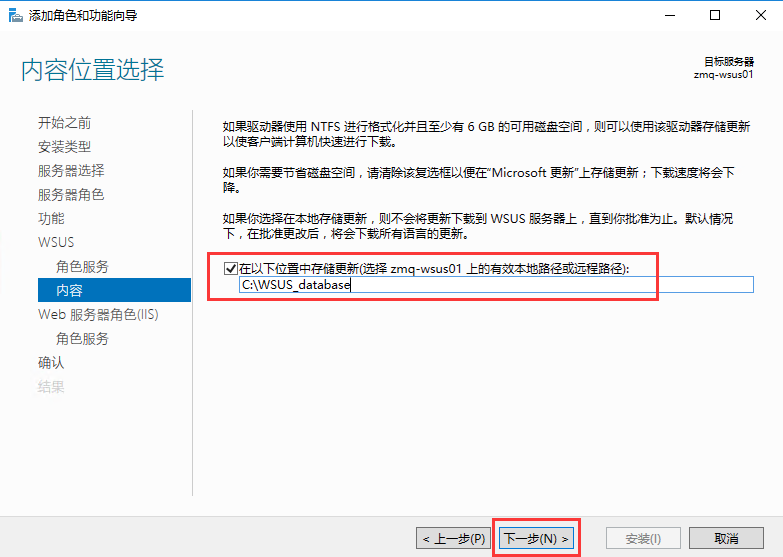 添加角色和功能向导
内容位置选择
目标服务器
zmq-wsus01
开始之前
安装类型
服务器选择
服务器角色
功能
WSUS
角色服务
内容
Web 服务器角色(IIS)
角色服务
确认
结果
如果驱动器使用 NTFS 进行格式化并且至少有 6 GB 的可用磁盘空间，则可以使用该驱动器存储更新
以使客户端计算机快速进行下载。
如果你需要节省磁盘空间，请清除该复选框以便在"Microsoft 更新"上存储更新；下载速度将会下
降。
如果你选择在本地存储更新，则不会将更新下载到 WSUS 服务器上，直到你批准为止。默认情况
下，在批准更改后，将会下载所有语言的更新。
在以下位置中存储更新(选择 zmq-wsus01 上的有效本地路径或远程路径):
C:\WSUS_database
< 上一步(P)
下一步(N) >
安装(I)
取消